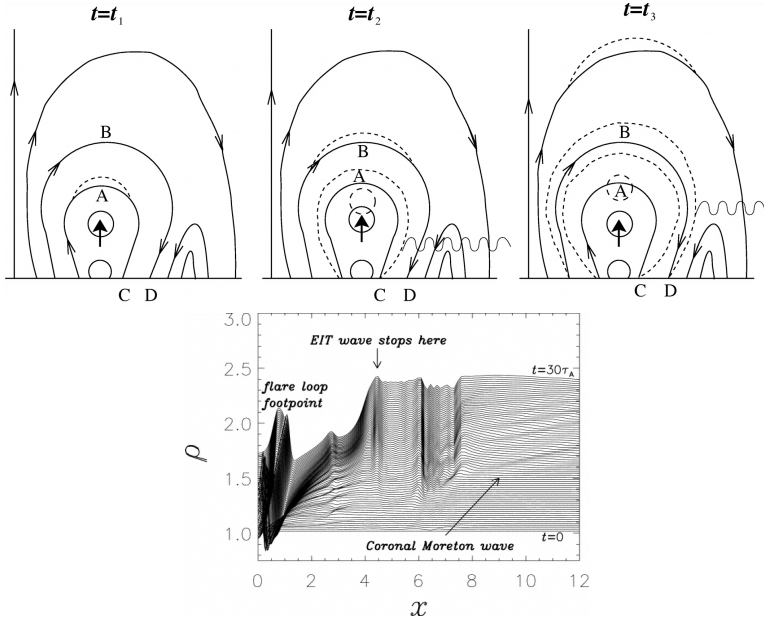 t=t₁
t=t₂
t=t₃
B
A
C D
B
A
C D
B
A
C D
3.0
2.5
2.0
1.5
1.0
ρ
EIT wave stops here
flare loop
footpoint
t=30τ_A
Coronal Moreton wave
t=0
0 2 4 6 8 10 12
x